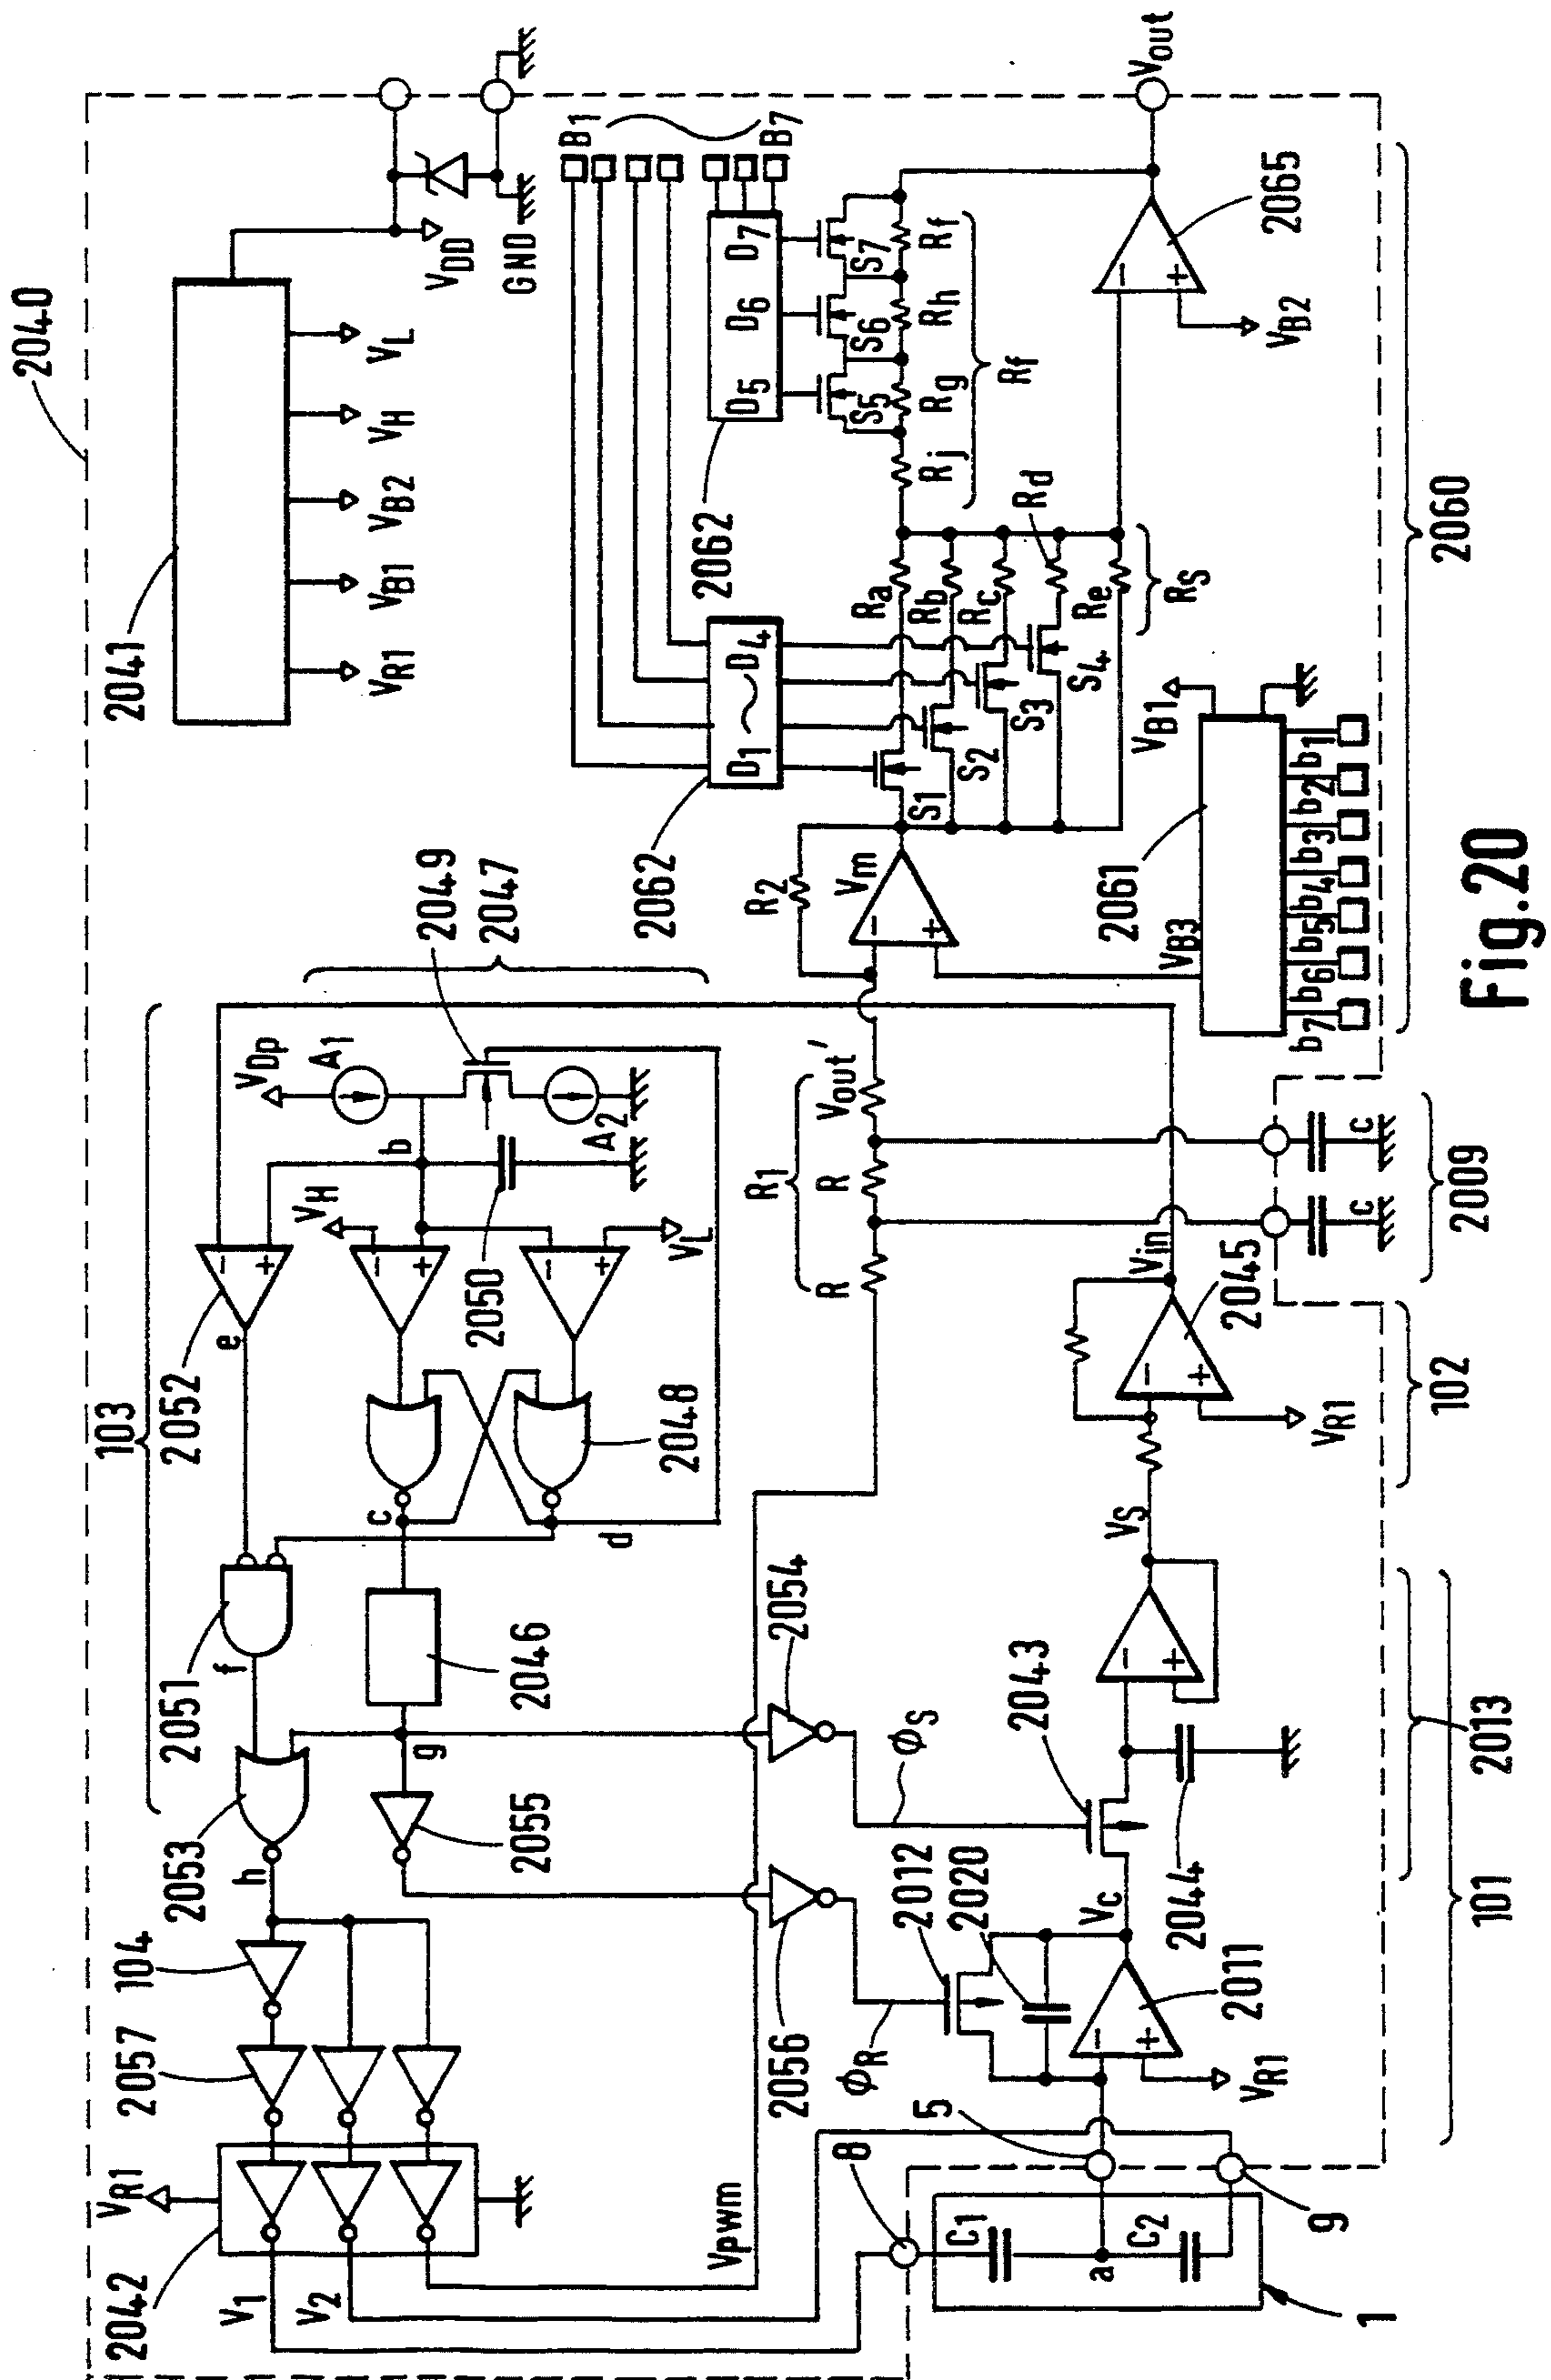 2040
103
2042
2057
104
2053
2051
2052
2041
VR1
h
f
e
V1
V2
2055
g
2046
c
d
2048
VH
VL
b
2050
VDp
A1
A2
2049
2047
VR1
VB1
VB2
VH
VL
VDD
GND
Vpwm
2056
2054
R1
R
R
Vout'
R2
2062
2062
D1
D4
D5
D6
D7
B1
B7
8
5
ΦR
ΦS
2012
2020
2043
VS
Vm
S1
S2
S3
S4
Ra
Rb
Rc
Rd
Re
RS
S5
S6
S7
Rj
Rg
Rh
Rf
Rf
C1
a
C2
1
9
VR1
2011
VC
2044
VR1
2045
Vin
VB3
2061
VB1
b7
b6
b5
b4
b3
b2
b1
VB2
2065
Vout
c
c
101
2013
102
2009
2060
Fig.20